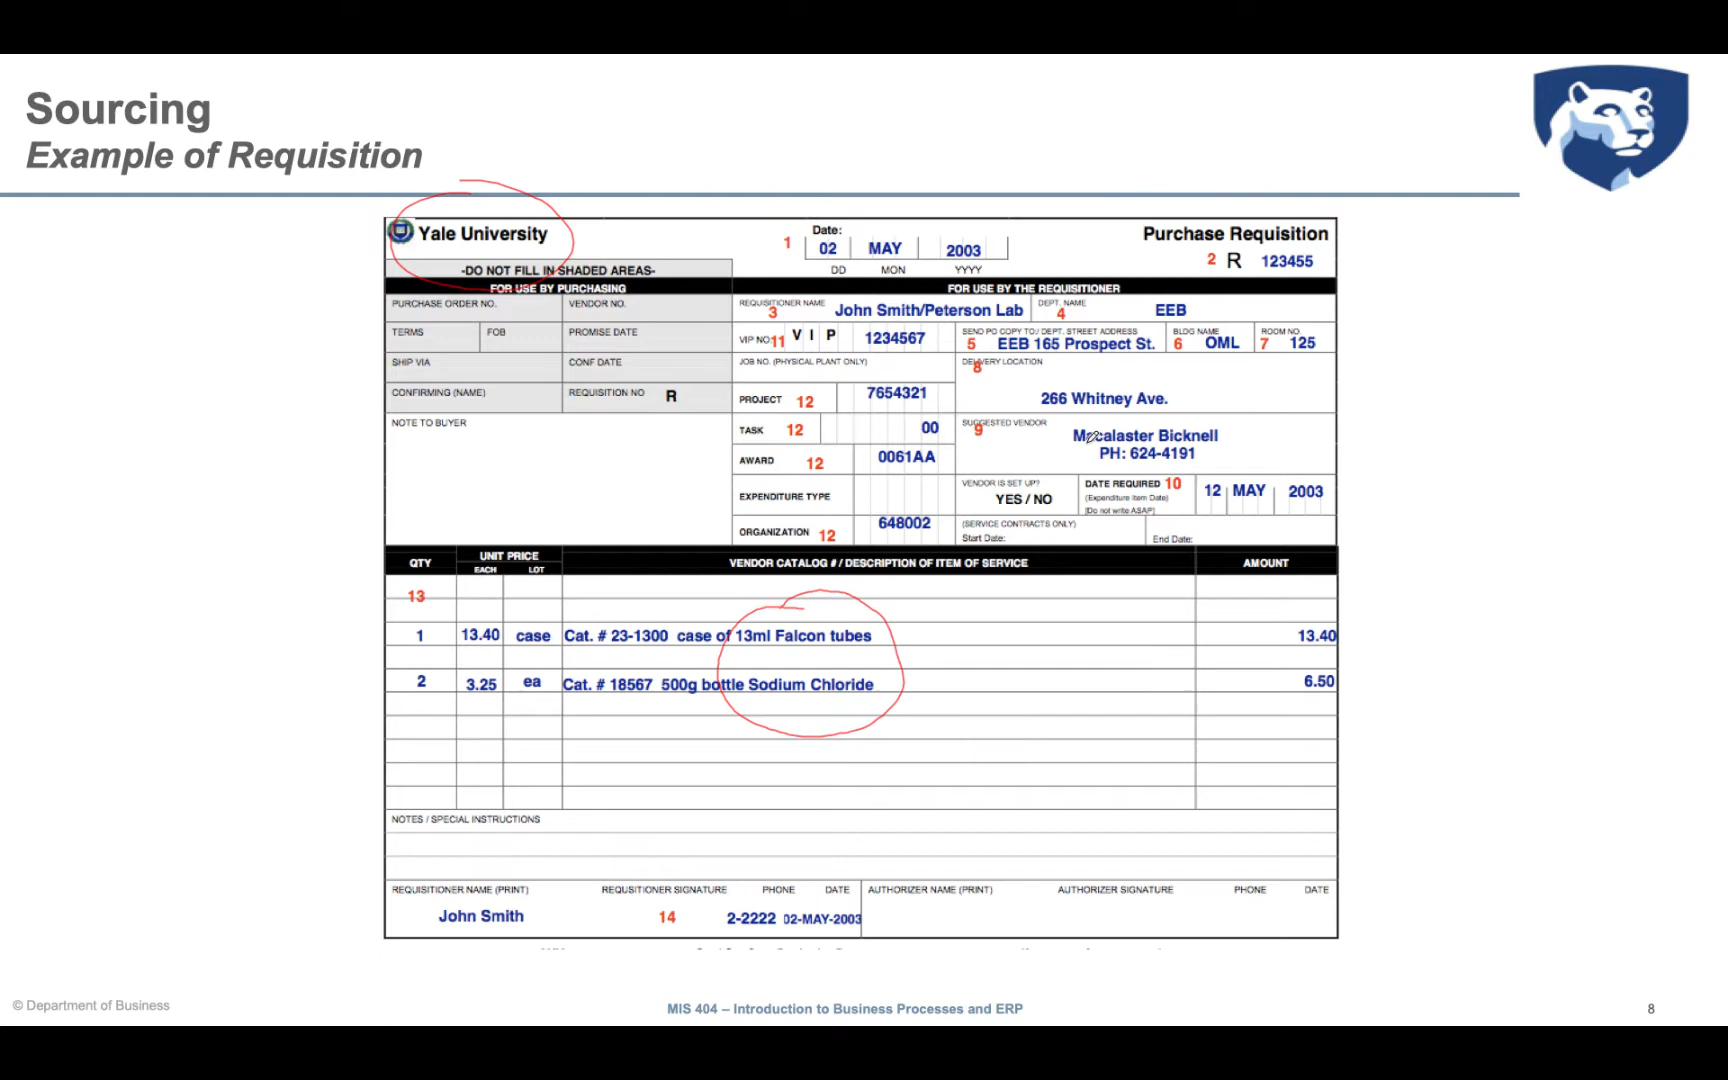 Sourcing
Example of Requisition
Yale University
1
Date:
02 MAY 2003
DD MON YYYY
Purchase Requisition
2 R 123455
-DO NOT FILL IN SHADED AREAS-
FOR USE BY PURCHASING
FOR USE BY THE REQUISITIONER
PURCHASE ORDER NO.
VENDOR NO.
REQUISITIONER NAME
3
John Smith/Peterson Lab
DEPT. NAME
4
EEB
TERMS
FOB
PROMISE DATE
VIP NO. 11 V I P 1234567
SEND PO COPY TO/ DEPT. STREET ADDRESS
5 EEB 165 Prospect St.
BLDG NAME
6 OML
ROOM NO.
7 125
SHIP VIA
CONF DATE
JOB NO. (PHYSICAL PLANT ONLY)
DELIVERY LOCATION
8
266 Whitney Ave.
CONFIRMING (NAME)
REQUISITION NO R
PROJECT 12 7654321
NOTE TO BUYER
TASK 12 00
SUGGESTED VENDOR
9
Mccalaster Bicknell
PH: 624-4191
AWARD 12 0061AA
EXPENDITURE TYPE
VENDOR IS SET UP?
YES / NO
DATE REQUIRED 10
(Expenditure Item Date)
[Do not write ASAP]
12 MAY 2003
ORGANIZATION 12 648002
(SERVICE CONTRACTS ONLY)
Start Date:
End Date:
QTY
UNIT PRICE
EACH LOT
VENDOR CATALOG # / DESCRIPTION OF ITEM OF SERVICE
AMOUNT
13
1 13.40 case Cat. # 23-1300 case of 13ml Falcon tubes 13.40
2 3.25 ea Cat. # 18567 500g bottle Sodium Chloride 6.50
NOTES / SPECIAL INSTRUCTIONS
REQUISITIONER NAME (PRINT) REQUSITIONER SIGNATURE PHONE DATE
AUTHORIZER NAME (PRINT) AUTHORIZER SIGNATURE PHONE DATE
John Smith 14 2-2222 02-MAY-2003
© Department of Business
MIS 404 – Introduction to Business Processes and ERP
8